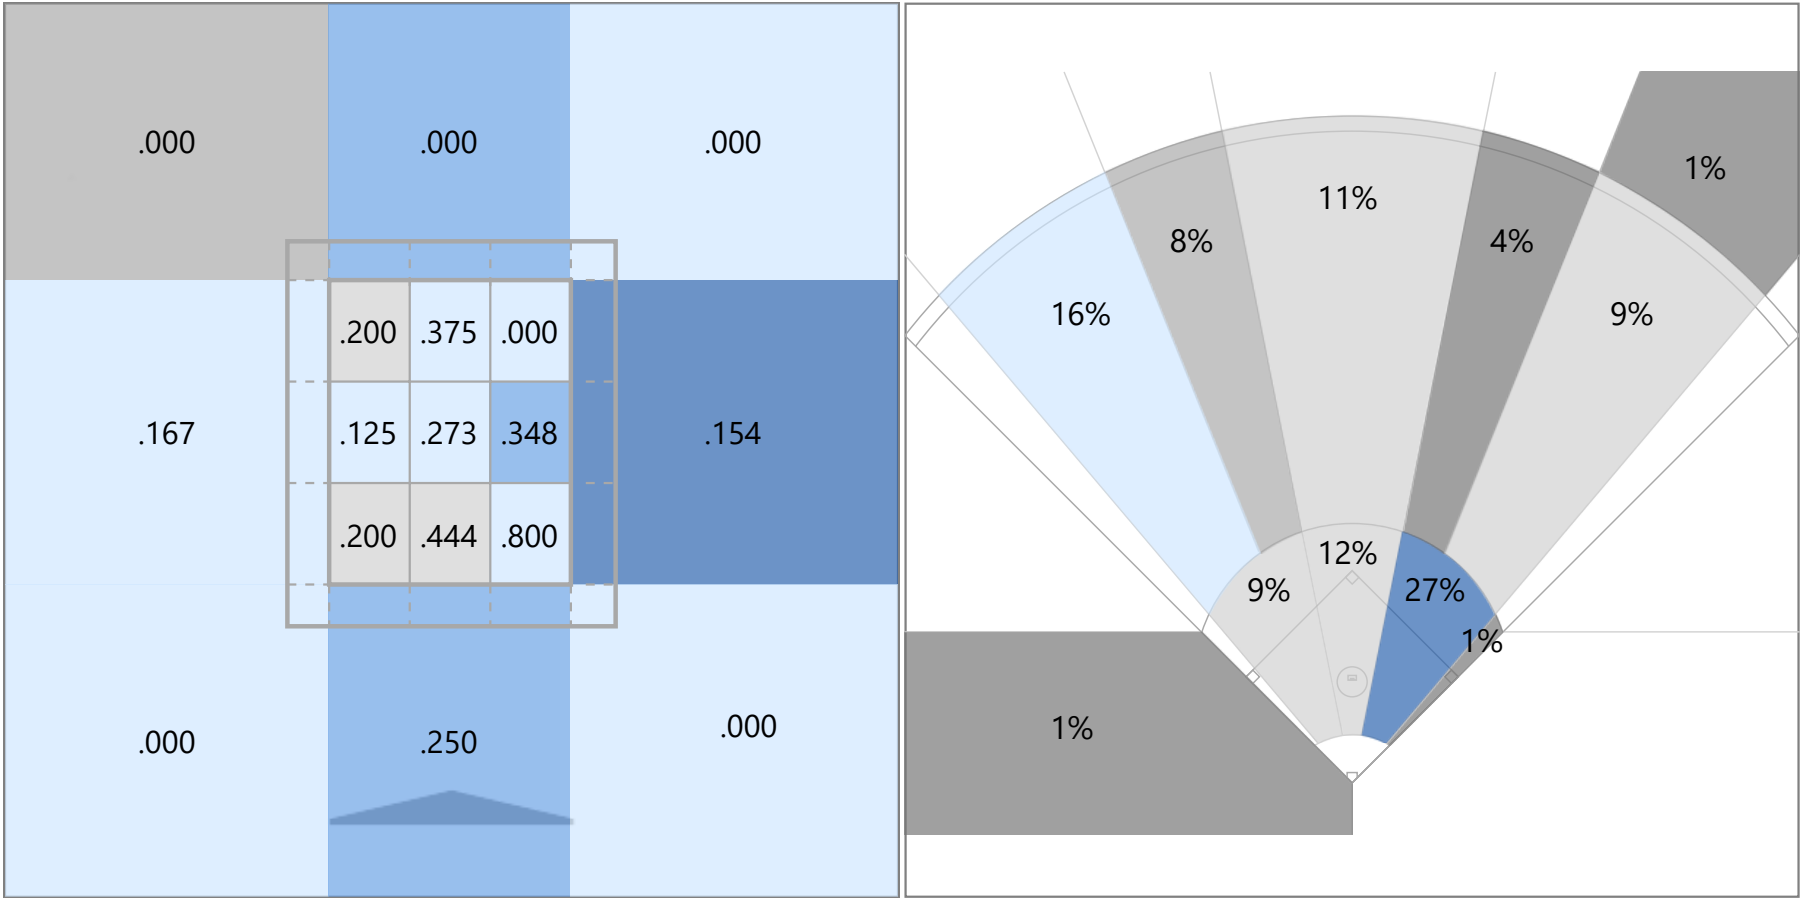 .000 .000 .000
.200 .375 .000
.167 .125 .273 .348 .154
.200 .444 .800
.000 .250 .000
1%
11%
8% 4%
16% 9%
12%
9% 27%
1%
1%